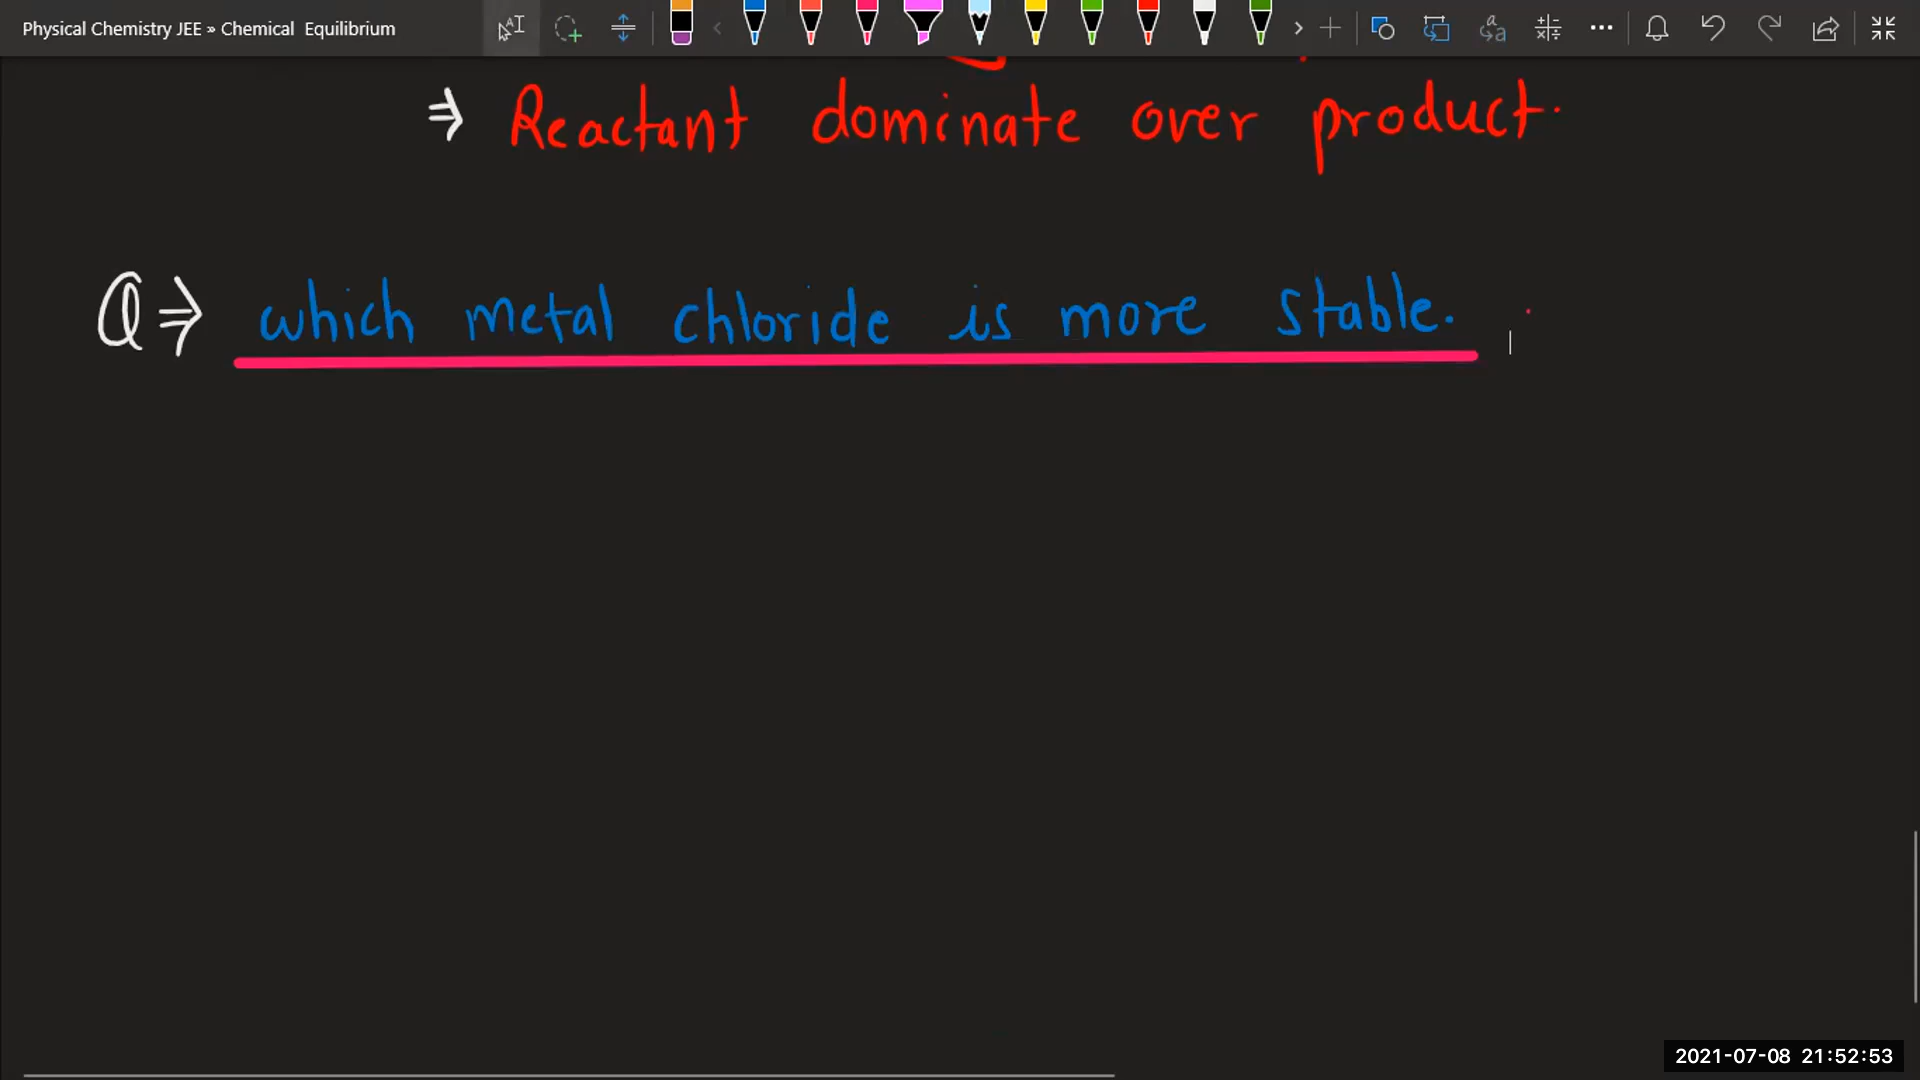 Physical Chemistry JEE » Chemical Equilibrium
⇒ Reactant dominate over product.
Q ⇒ which metal chloride is more stable.
2021-07-08 21:52:53